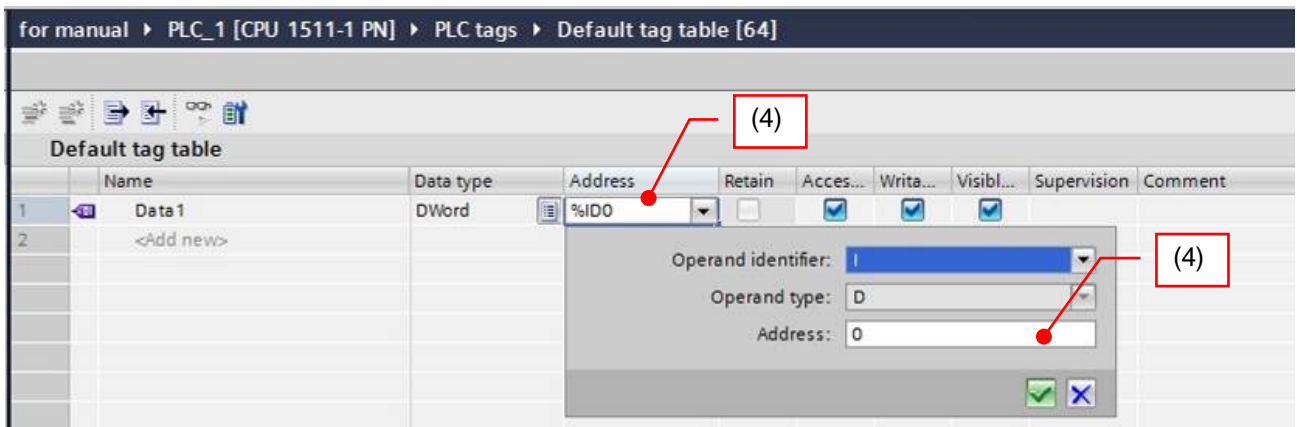 for manual ▸ PLC_1 [CPU 1511-1 PN] ▸ PLC tags ▸ Default tag table [64]
(4)
Default tag table
Name Data type Address Retain Acces... Writa... Visibl... Supervision Comment
1 Data1 DWord %ID0
2 <Add new>
Operand identifier: I
(4)
Operand type: D
Address: 0